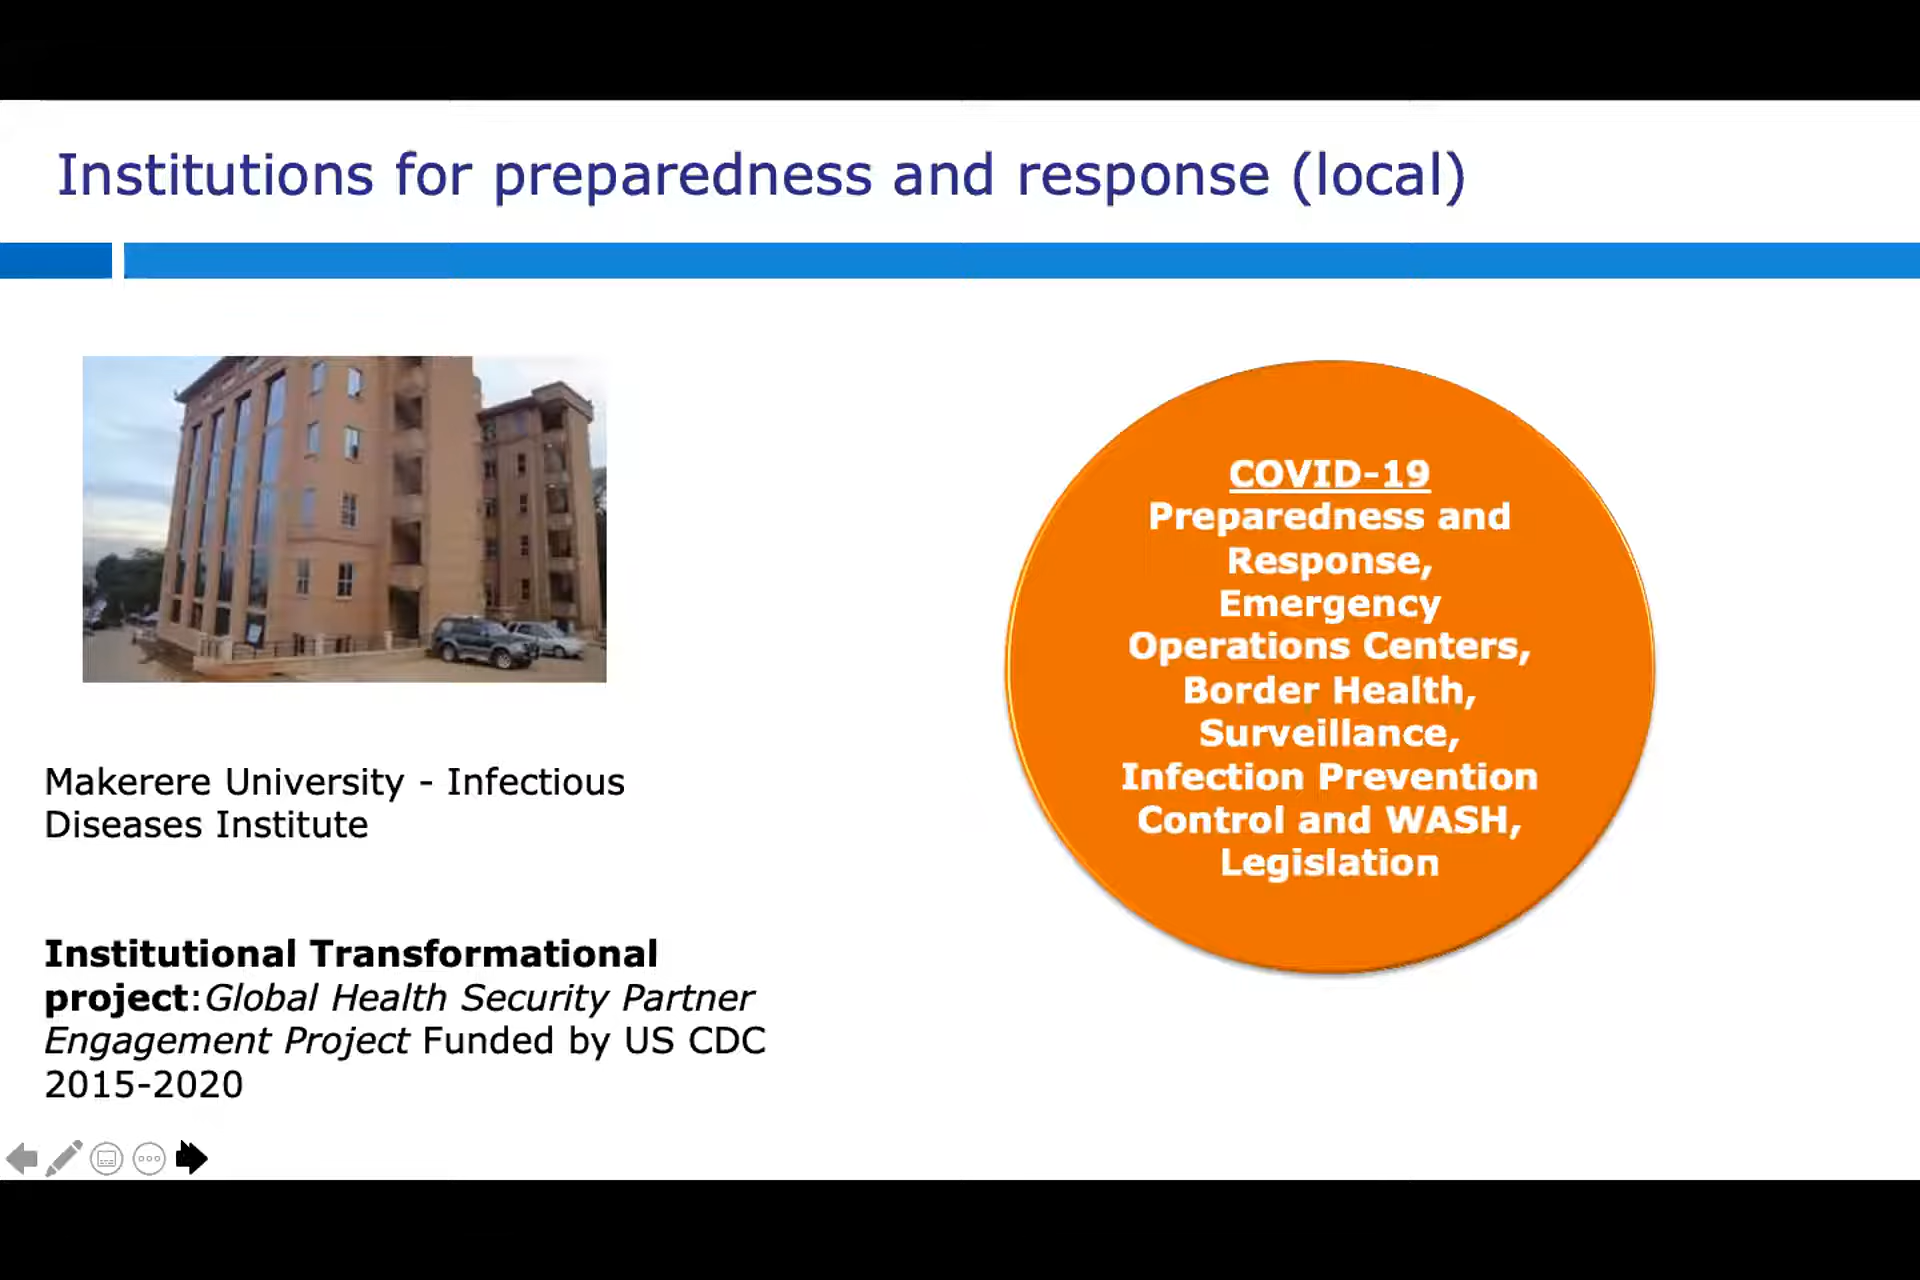 Institutions for preparedness and response (local)
Makerere University - Infectious
Diseases Institute
Institutional Transformational
project:Global Health Security Partner
Engagement Project Funded by US CDC
2015-2020
COVID-19
Preparedness and
Response,
Emergency
Operations Centers,
Border Health,
Surveillance,
Infection Prevention
Control and WASH,
Legislation